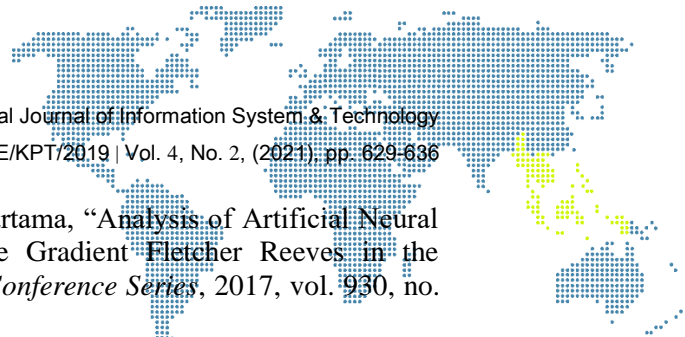 al Journal of Information System & Technology
E/KPT/2019 | Vol. 4, No. 2, (2021), pp. 629-636
artama, “Analysis of Artificial Neural
e Gradient Fletcher Reeves in the
Conference Series, 2017, vol. 930, no.